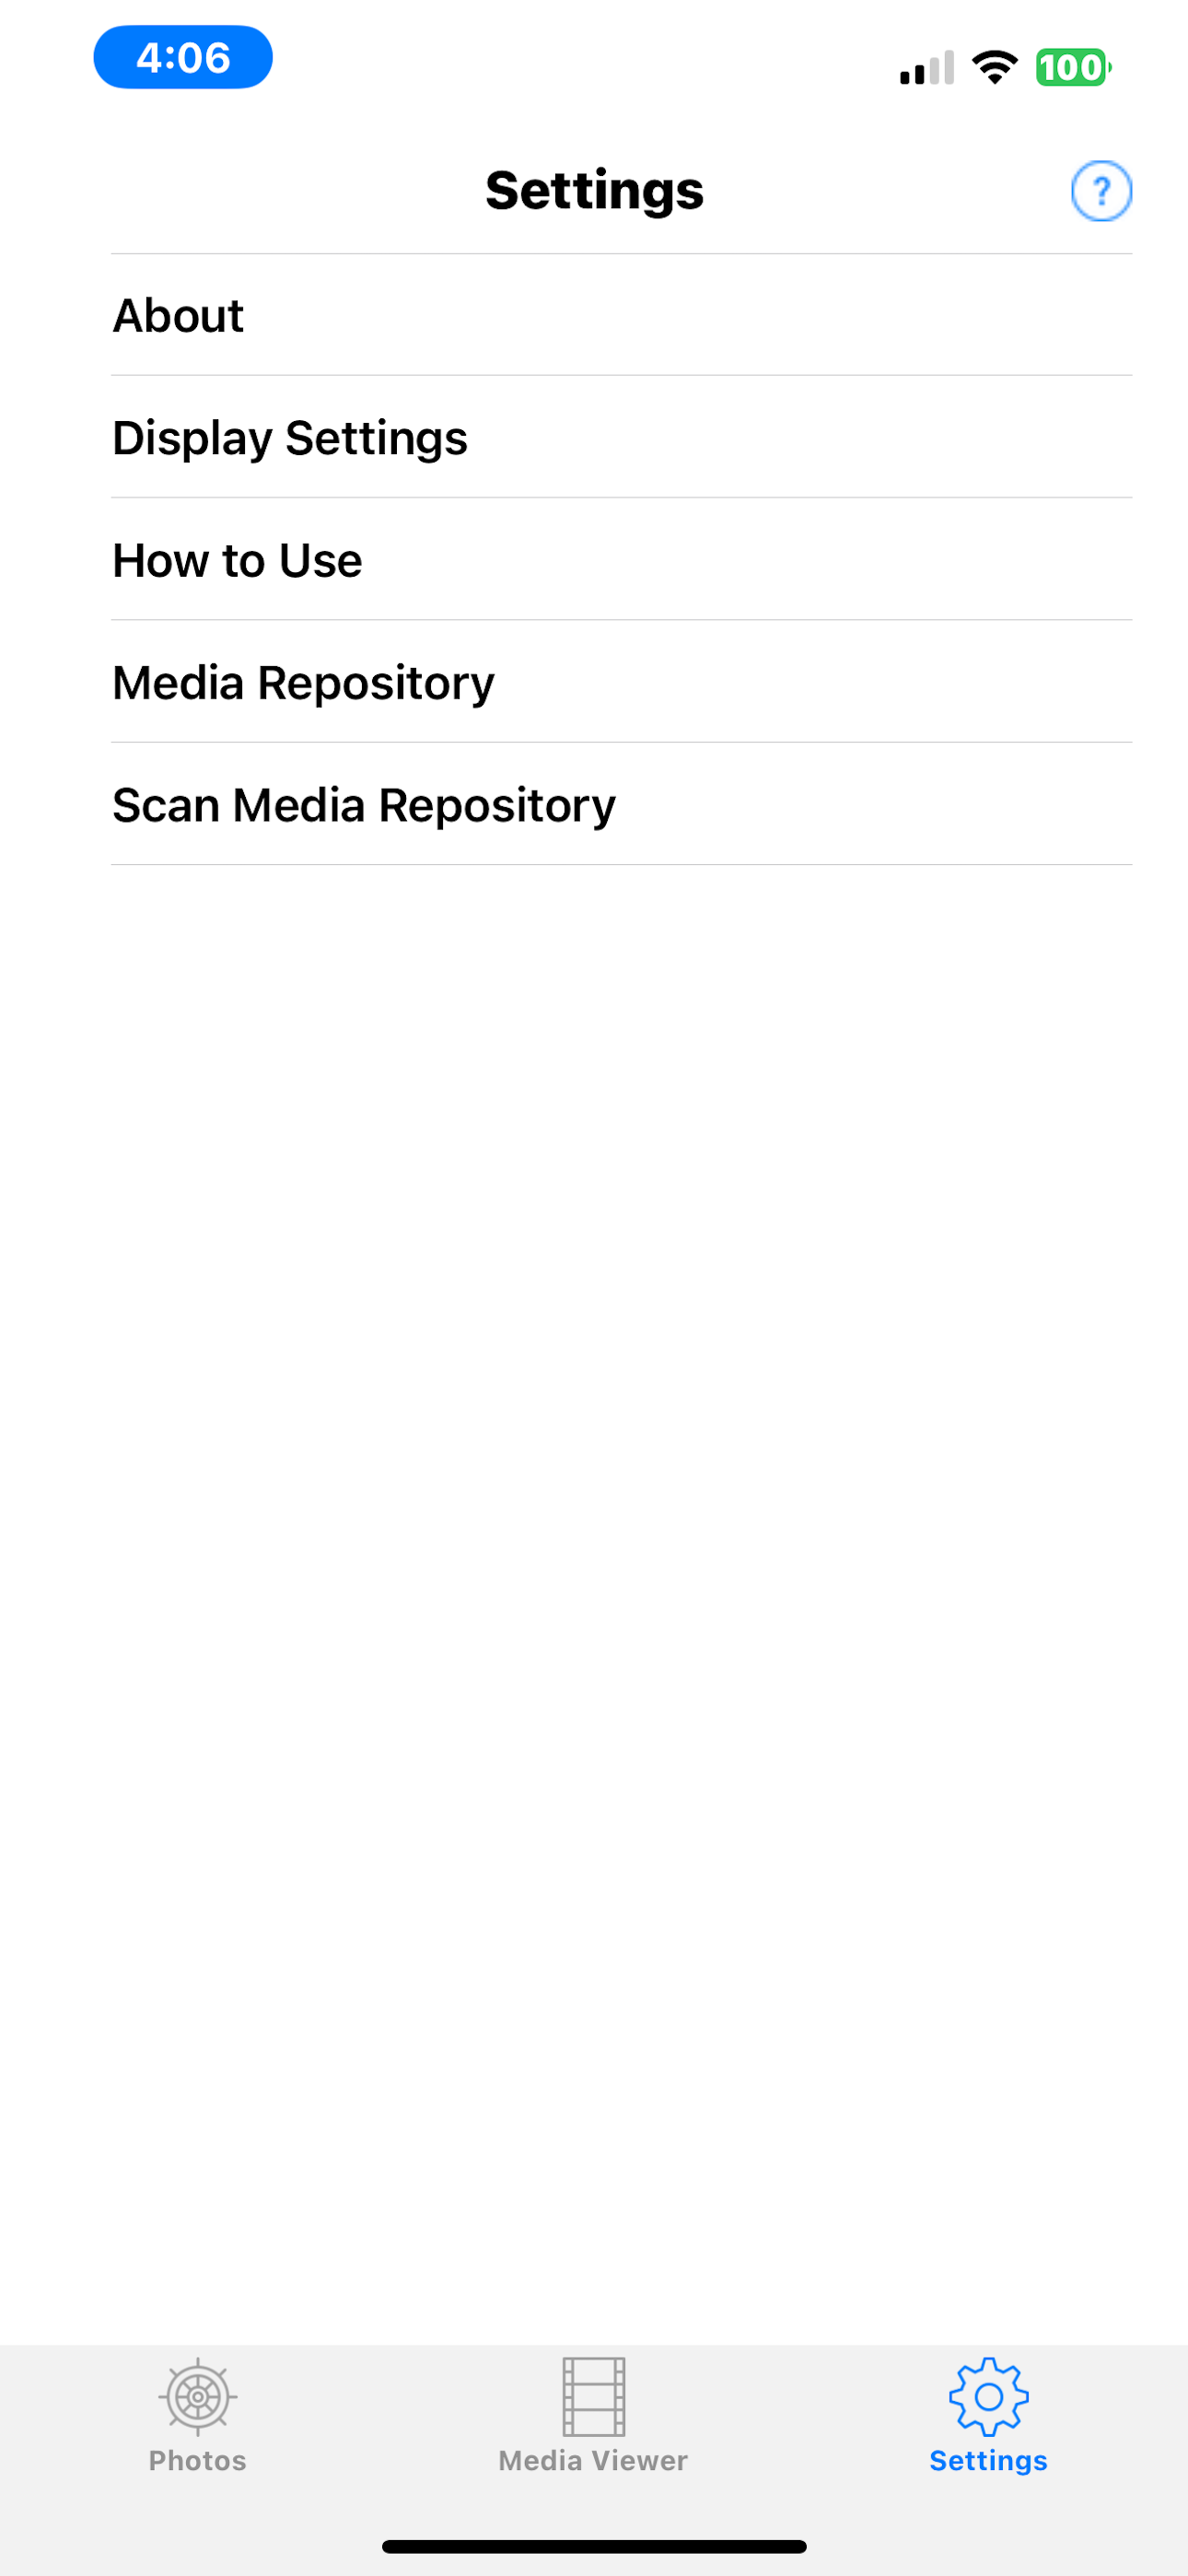 4:06
100
Settings
?
About
Display Settings
How to Use
Media Repository
Scan Media Repository
Photos
Media Viewer
Settings